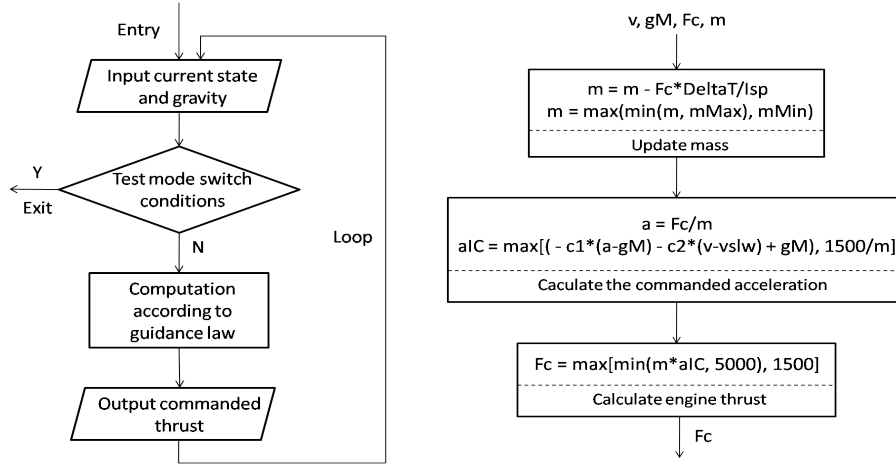 Entry
Input current state
and gravity
Y
Exit
Test mode switch
conditions
N
Loop
Computation
according to
guidance law
Output commanded
thrust
v, gM, Fc, m
m = m - Fc*DeltaT/Isp
m = max(min(m, mMax), mMin)
Update mass
a = Fc/m
aIC = max[( - c1*(a-gM) - c2*(v-vslw) + gM), 1500/m]
Caculate the commanded acceleration
Fc = max[min(m*aIC, 5000), 1500]
Calculate engine thrust
Fc